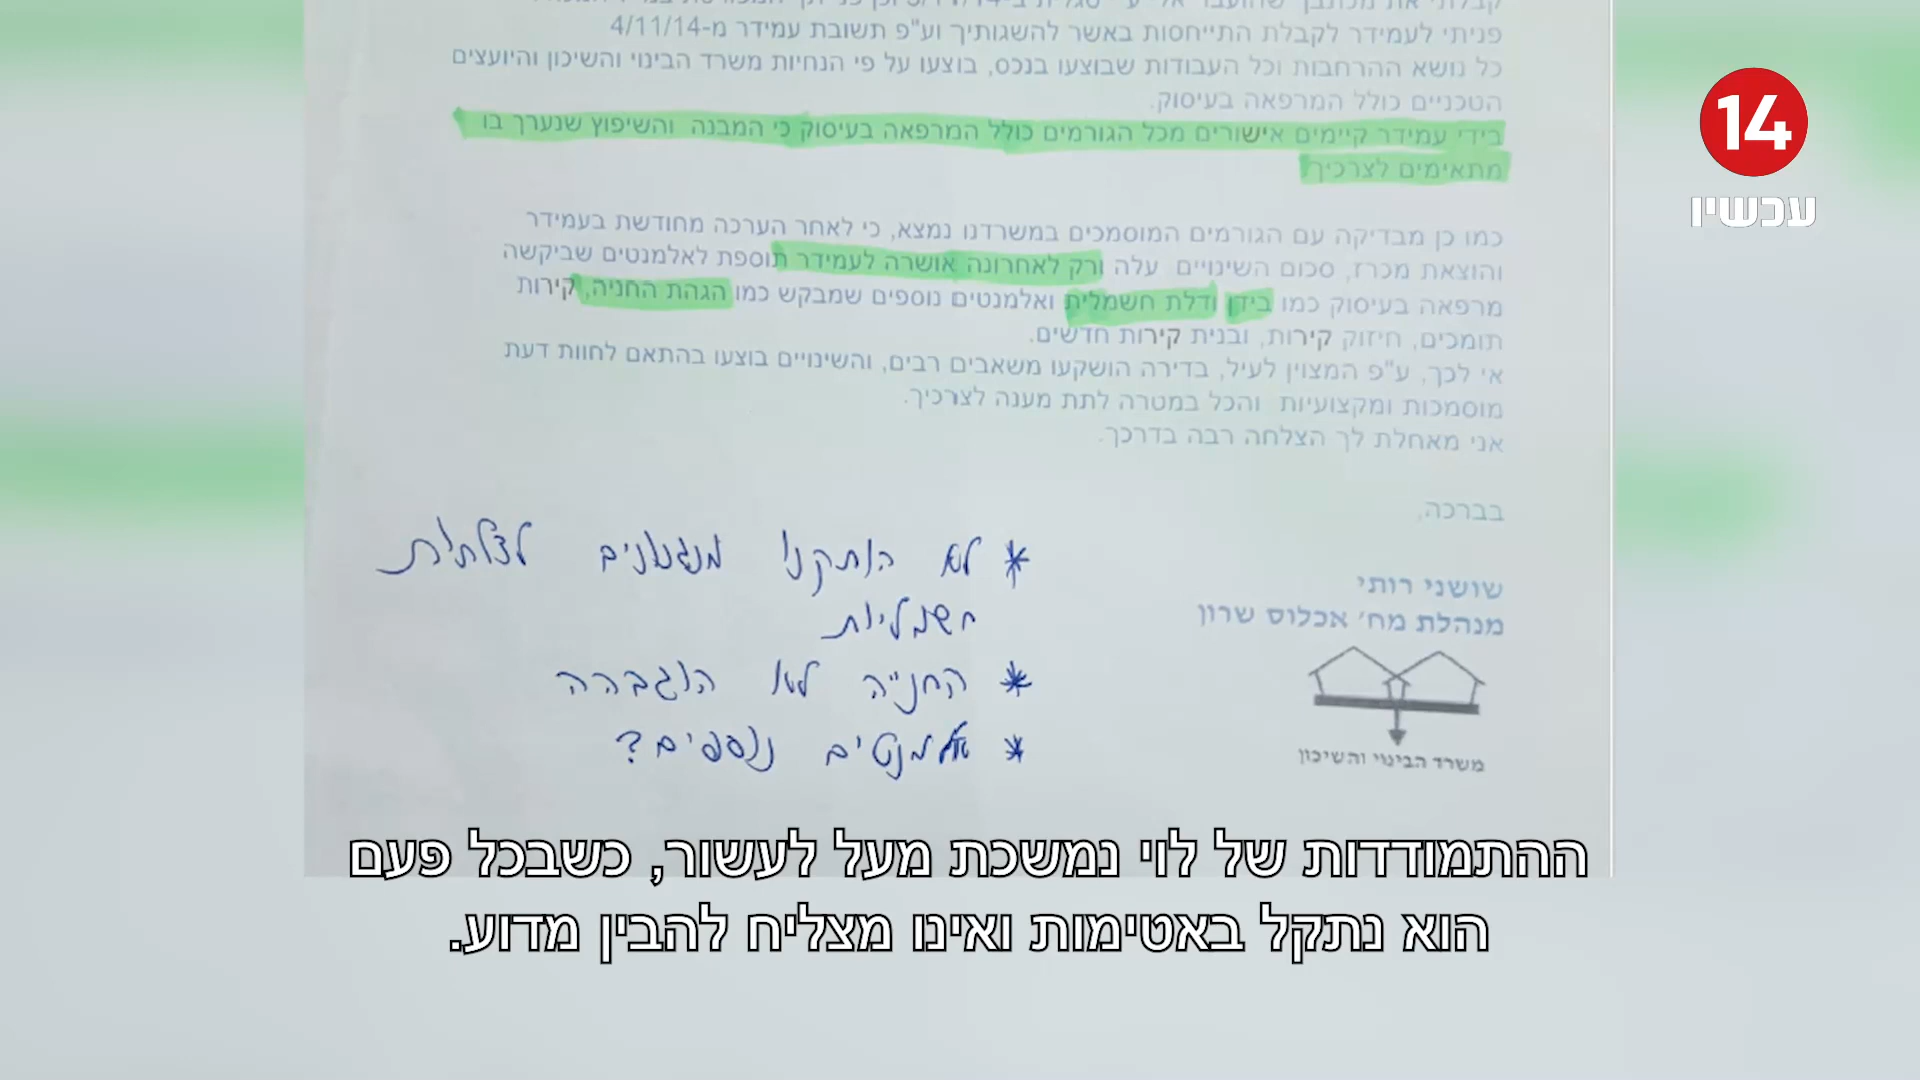 פניתי לעמידר לקבלת התייחסות באשר להשגותיך וע"פ תשובת עמידר מ-4/11/14
כל נושא ההרחבות וכל העבודות שבוצעו בנכס, בוצעו על פי הנחיות משרד הבינוי והשיכון והיועצים
הטכניים כולל המרפאה בעיסוק.
בידי עמידר קיימים אישורים מכל הגורמים כולל המרפאה בעיסוק כי המבנה והשיפוץ שנערך בו
מתאימים לצרכיך
כמו כן מבדיקה עם הגורמים המוסמכים במשרדנו נמצא, כי לאחר הערכה מחודשת בעמידר
והוצאת מכרז, סכום השינויים עלה ורק לאחרונה אושרה לעמידר תוספת לאלמנטים שביקשה
מרפאה בעיסוק כמו בידן ודלת חשמלית ואלמנטים נוספים שמבקש כמו הגהת החניה, קירות
תומכים, חיזוק קירות, ובנית קירות חדשים.
אי לכך, ע"פ המצוין לעיל, בדירה הושקעו משאבים רבים, והשינויים בוצעו בהתאם לחוות דעת
מוסמכות ומקצועיות והכל במטרה לתת מענה לצרכיך.
אני מאחלת לך הצלחה רבה בדרכך.
בברכה,
שושני רותי
מנהלת מח' אכלוס שרון
משרד הבינוי והשיכון
* לא הותקנו מנגנונים לדלתות
חשמליות
* החנייה לא הוגבהה
* אלמנטים נוספים?
14
עכשיו
ההתמודדות של לוי נמשכת מעל לעשור, כשבכל פעם
הוא נתקל באטימות ואינו מצליח להבין מדוע.